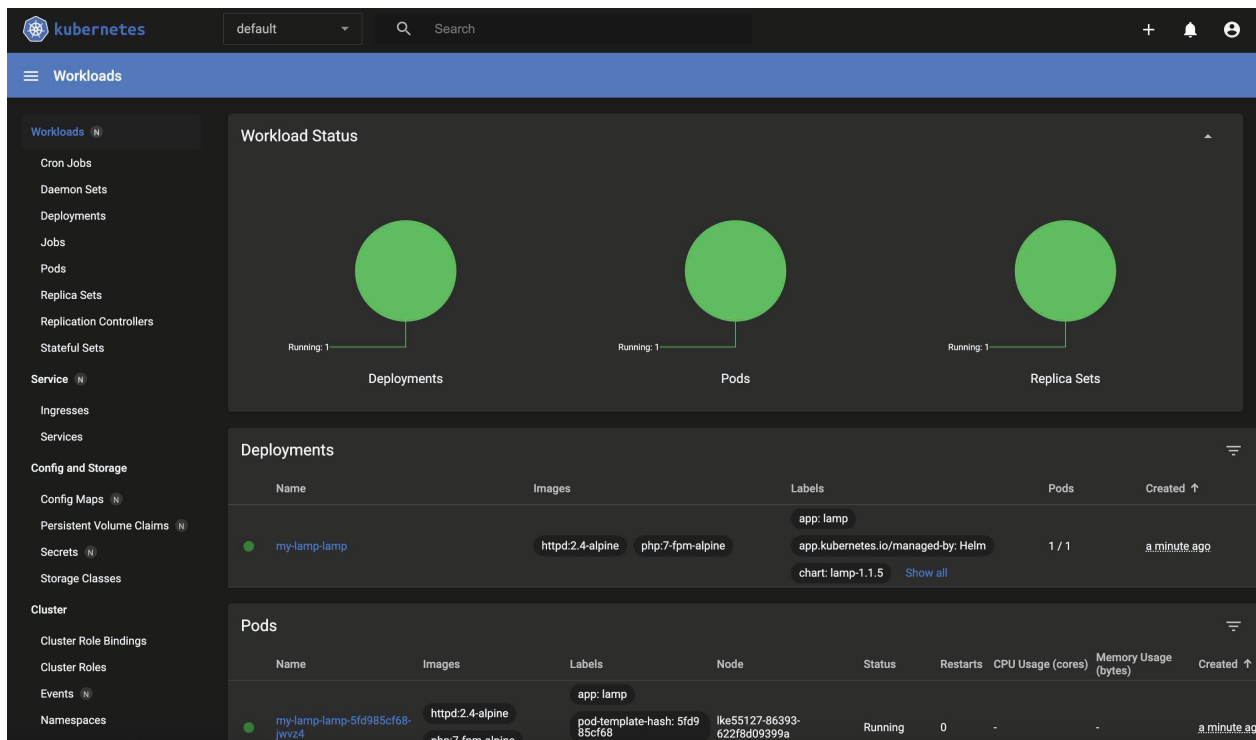 kubernetes
default
Search
Workloads
Workloads N
Cron Jobs
Daemon Sets
Deployments
Jobs
Pods
Replica Sets
Replication Controllers
Stateful Sets
Service N
Ingresses
Services
Config and Storage
Config Maps N
Persistent Volume Claims N
Secrets N
Storage Classes
Cluster
Cluster Role Bindings
Cluster Roles
Events N
Namespaces
Workload Status
Running: 1
Deployments
Running: 1
Pods
Running: 1
Replica Sets
Deployments
Name Images Labels Pods Created
my-lamp-lamp
httpd:2.4-alpine php:7-fpm-alpine
app: lamp
app.kubernetes.io/managed-by: Helm
chart: lamp-1.1.5 Show all
1 / 1
a minute ago
Pods
Name Images Labels Node Status Restarts CPU Usage (cores) Memory Usage
(bytes) Created
my-lamp-lamp-5fd985cf68-
jwvz4
httpd:2.4-alpine
php:7-fpm-alpine
app: lamp
pod-template-hash: 5fd9
85cf68
lke55127-86393-
622f8d09399a
Running
0
-
-
a minute ag